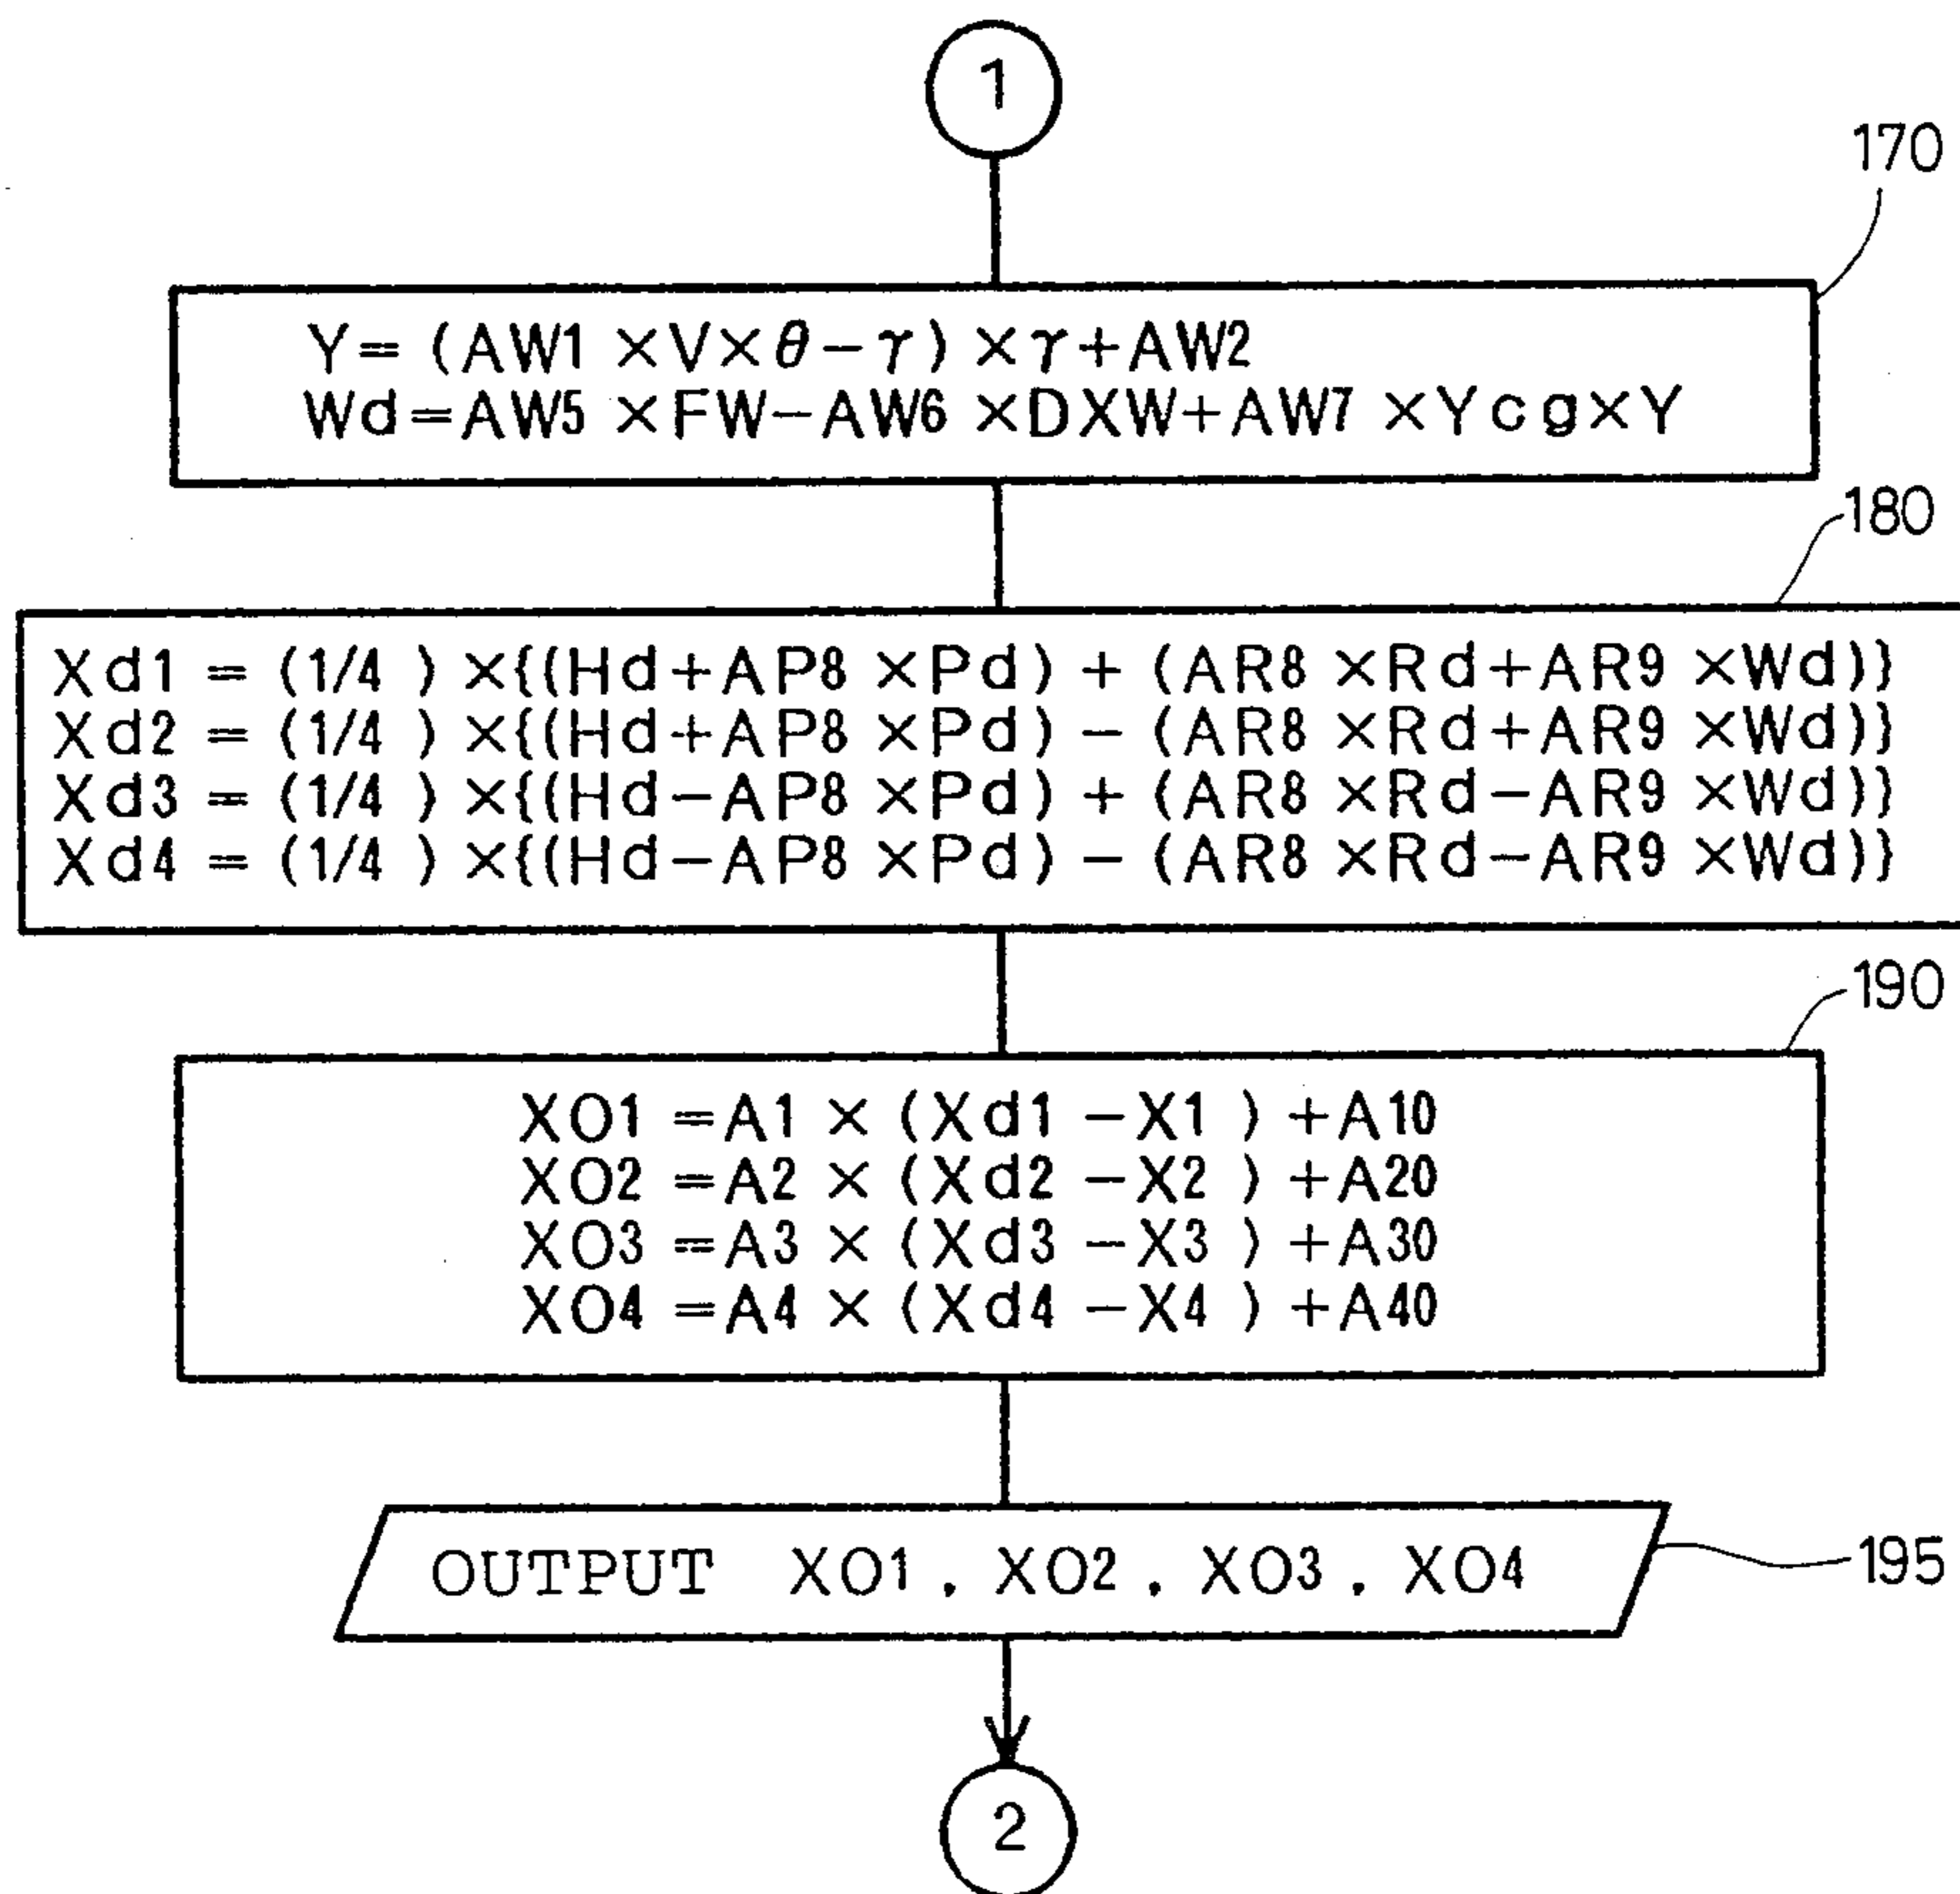 1
170
Y=(AW1×V×θ−γ)×γ+AW2
Wd=AW5×FW−AW6×DXW+AW7×Ycg×Y
180
Xd1=(1/4)×{(Hd+AP8×Pd)+(AR8×Rd+AR9×Wd)}
Xd2=(1/4)×{(Hd+AP8×Pd)−(AR8×Rd+AR9×Wd)}
Xd3=(1/4)×{(Hd−AP8×Pd)+(AR8×Rd−AR9×Wd)}
Xd4=(1/4)×{(Hd−AP8×Pd)−(AR8×Rd−AR9×Wd)}
190
XO1=A1×(Xd1−X1)+A10
XO2=A2×(Xd2−X2)+A20
XO3=A3×(Xd3−X3)+A30
XO4=A4×(Xd4−X4)+A40
OUTPUT XO1, XO2, XO3, XO4
195
2